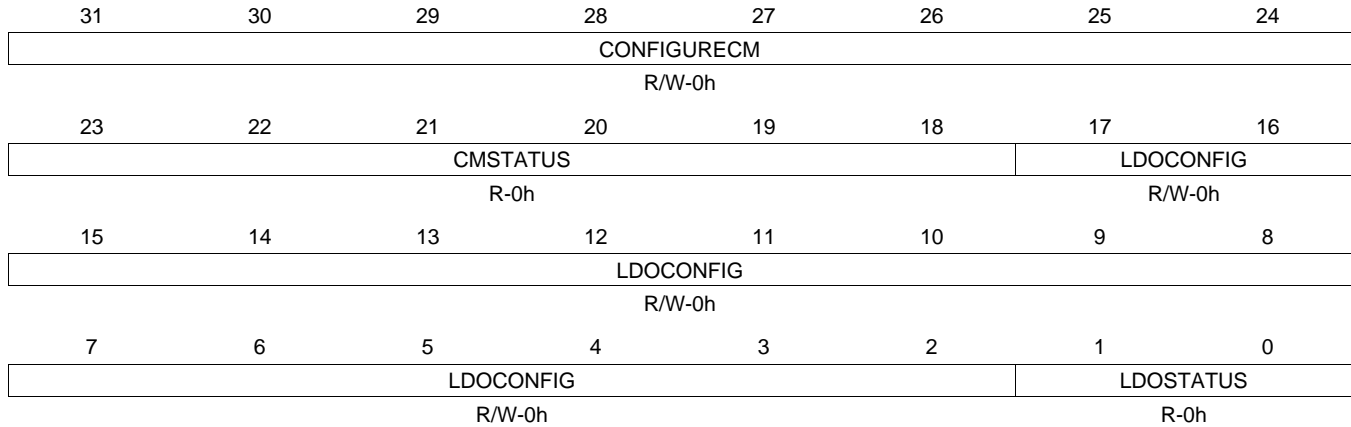 31 30 29 28 27 26 25 24
CONFIGURECM
R/W-0h
23 22 21 20 19 18 17 16
CMSTATUS LDOCONFIG
R-0h R/W-0h
15 14 13 12 11 10 9 8
LDOCONFIG
R/W-0h
7 6 5 4 3 2 1 0
LDOCONFIG LDOSTATUS
R/W-0h R-0h